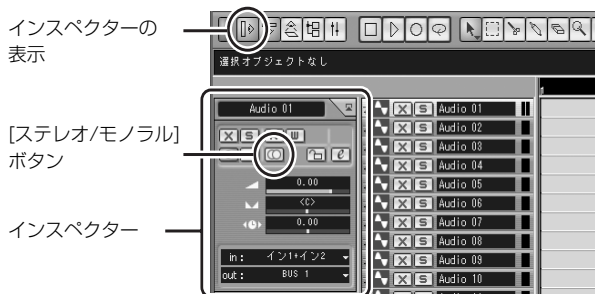 インスペクターの
表示
選択オブジェクトなし
[ステレオ/モノラル]
ボタン
インスペクター
Audio 01
X S W
e
0.00
<C>
0.00
in: イン1+イン2
out: BUS 1
X S Audio 01
X S Audio 02
X S Audio 03
X S Audio 04
X S Audio 05
X S Audio 06
X S Audio 07
X S Audio 08
X S Audio 09
X S Audio 10